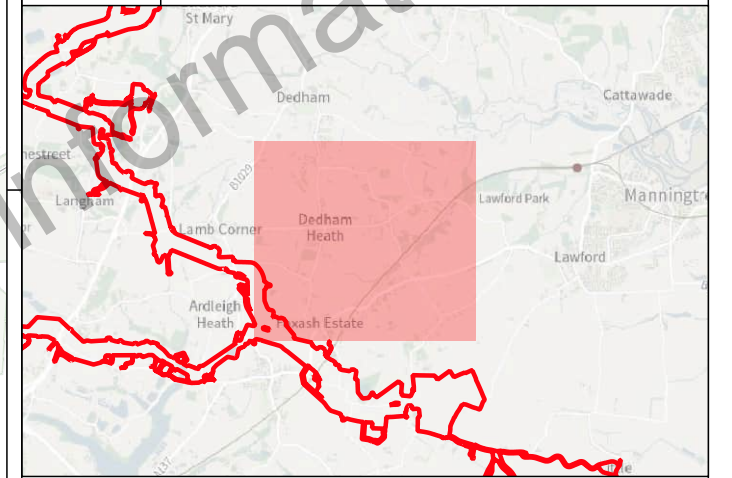 St Mary
Informat
Dedham
Cattawade
nestreet
B1029
Langham
Lawford Park
Manningtre
Lamb Corner
Dedham
Heath
Lawford
Ardleigh
Heath
Foxash Estate
A137